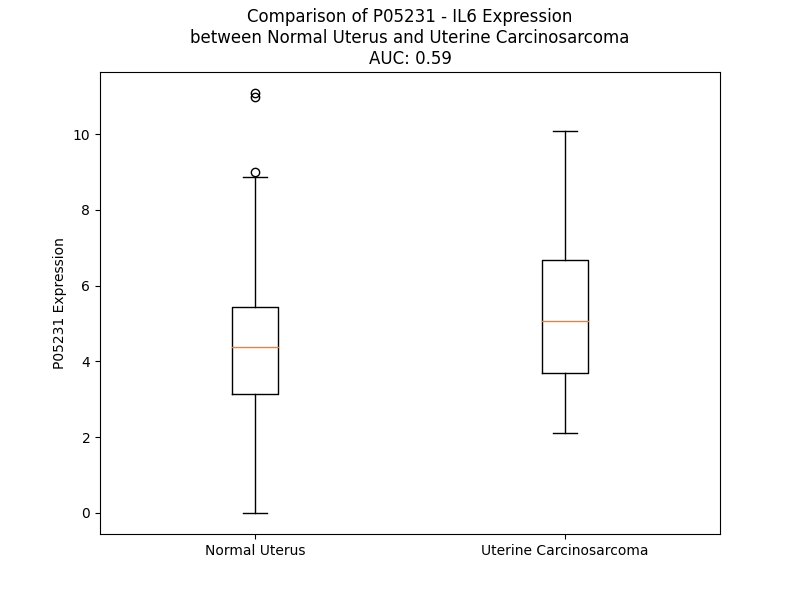 Comparison of P05231 - IL6 Expression
between Normal Uterus and Uterine Carcinosarcoma
AUC: 0.59
P05231 Expression
10
8
6
4
2
0
Normal Uterus
Uterine Carcinosarcoma